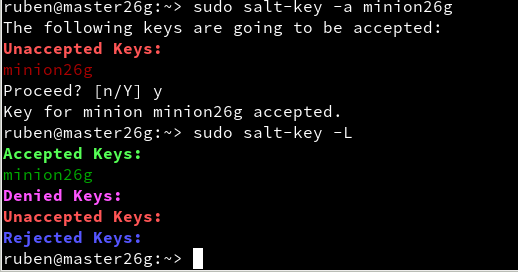 ruben@master26g:~> sudo salt-key -a minion26g
The following keys are going to be accepted:
Unaccepted Keys:
minion26g
Proceed? [n/Y] y
Key for minion minion26g accepted.
ruben@master26g:~> sudo salt-key -L
Accepted Keys:
minion26g
Denied Keys:
Unaccepted Keys:
Rejected Keys:
ruben@master26g:~>